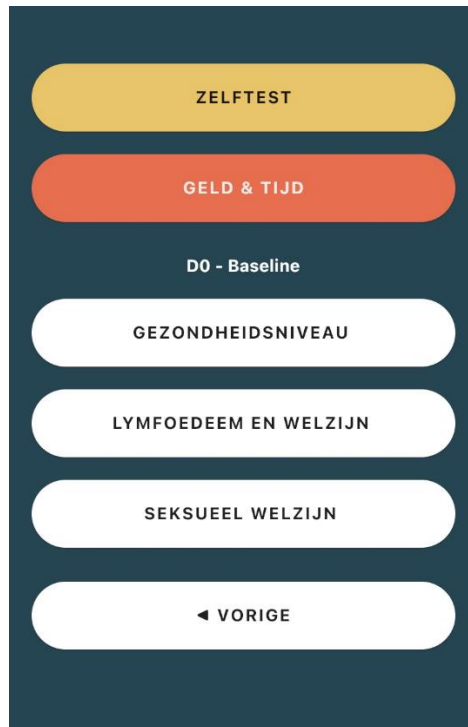 ZELFTEST
GELD & TIJD
D0 - Baseline
GEZONDHEIDSNIVEAU
LYMFOEDEEM EN WELZIJN
SEKSUEEL WELZIJN
◄ VORIGE